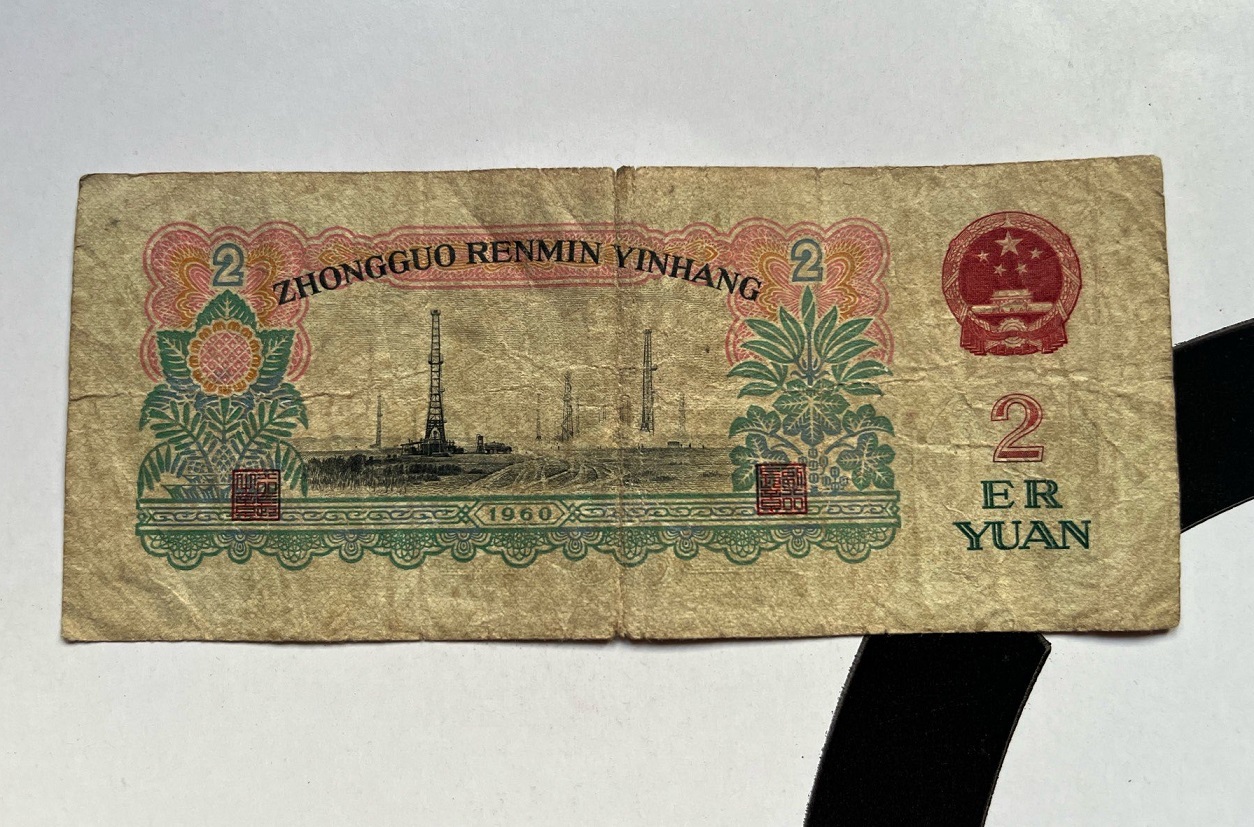 2
ZHONGGUO RENMIN YINHANG
2
1960
2
ER
YUAN